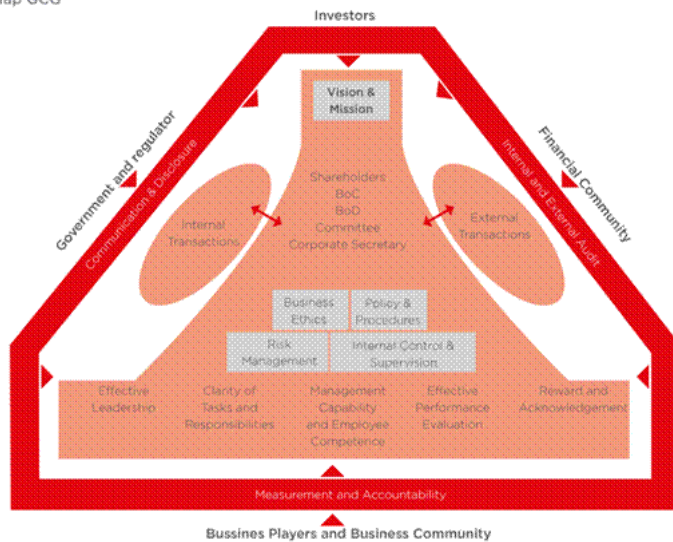 GCG
Investors
Vision &
Mission
Government and regulator
Communication & Disclosure
Financial Community
Internal and External Audit
Shareholders
BoC
BoD
Committee
Corporate Secretary
Internal
Transactions
External
Transactions
Business
Ethics
Policy &
Procedures
Risk
Management
Internal Control &
Supervision
Effective
Leadership
Clarity of
Tasks and
Responsibilities
Management
Capability
and Employee
Competence
Effective
Performance
Evaluation
Reward and
Acknowledgement
Measurement and Accountability
Bussines Players and Business Community